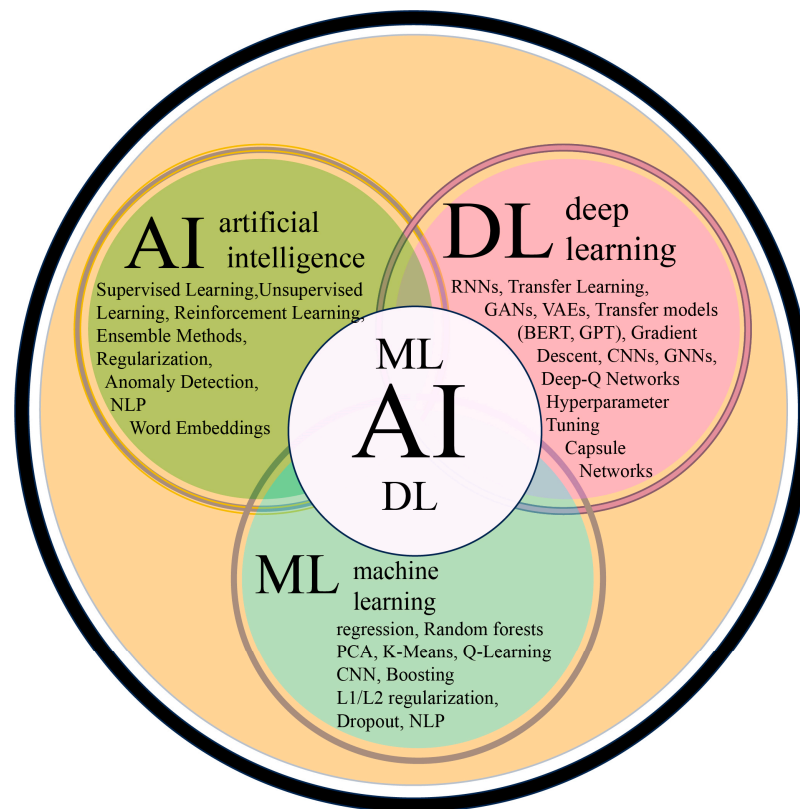 AI artificial
intelligence
Supervised Learning,Unsupervised
Learning, Reinforcement Learning,
Ensemble Methods,
Regularization,
Anomaly Detection,
NLP
Word Embeddings
DL deep
learning
RNNs, Transfer Learning,
GANs, VAEs, Transfer models
(BERT, GPT), Gradient
Descent, CNNs, GNNs,
Deep-Q Networks
Hyperparameter
Tuning
Capsule
Networks
ML
AI
DL
ML machine
learning
regression, Random forests
PCA, K-Means, Q-Learning
CNN, Boosting
L1/L2 regularization,
Dropout, NLP